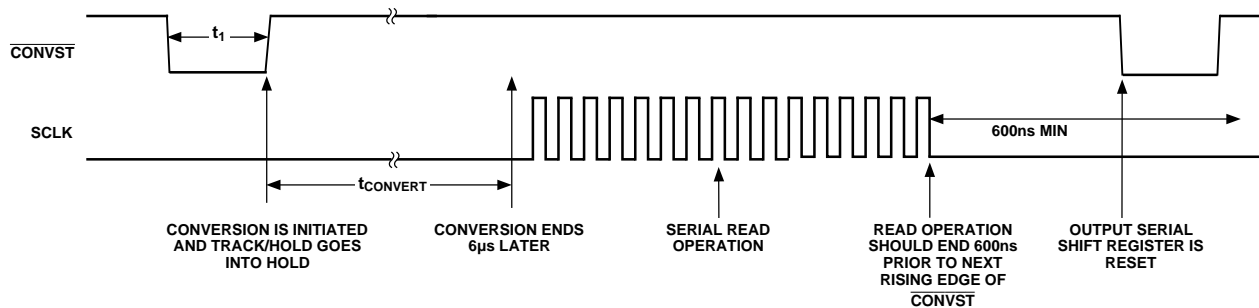 t1
CONVST
SCLK
600ns MIN
tCONVERT
CONVERSION IS INITIATED
AND TRACK/HOLD GOES
INTO HOLD
CONVERSION ENDS
6µs LATER
SERIAL READ
OPERATION
READ OPERATION
SHOULD END 600ns
PRIOR TO NEXT
RISING EDGE OF
CONVST
OUTPUT SERIAL
SHIFT REGISTER IS
RESET